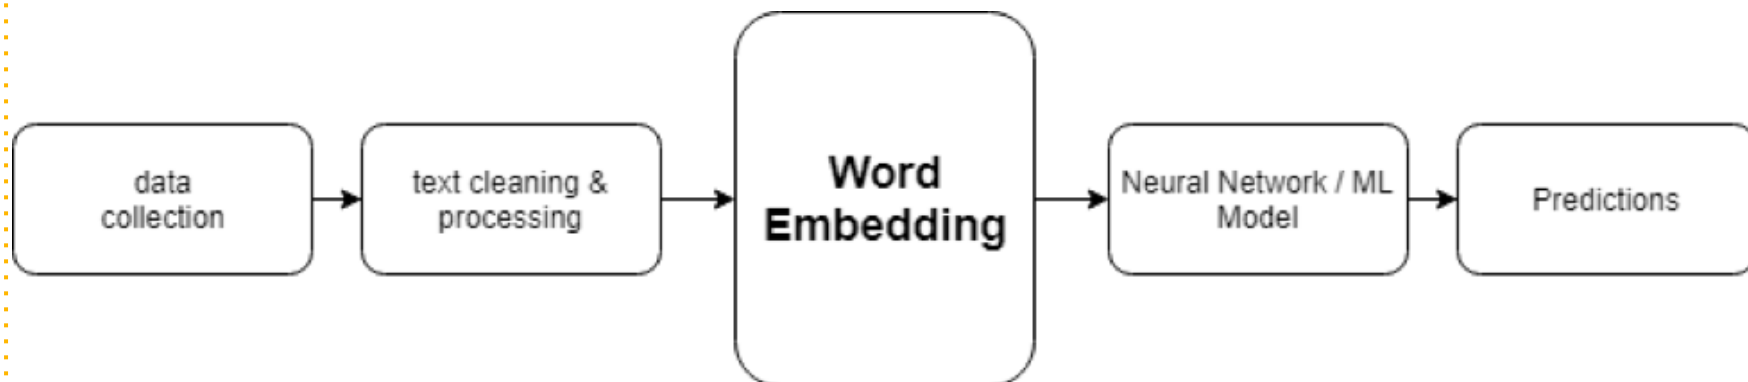 data
collection
text cleaning &
processing
Word
Embedding
Neural Network / ML
Model
Predictions